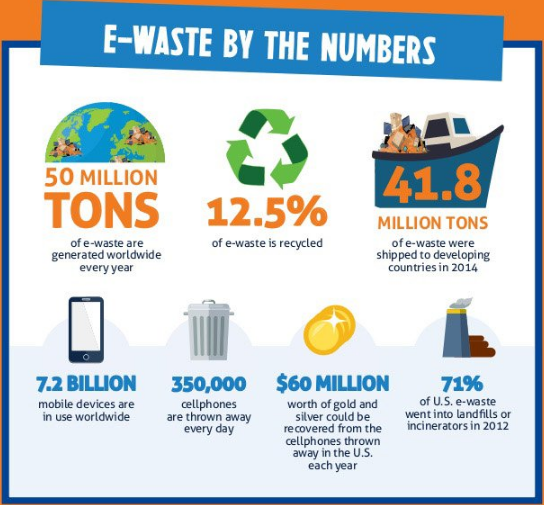 E-WASTE BY THE NUMBERS
50 MILLION
TONS
of e-waste are
generated worldwide
every year
12.5%
of e-waste is recycled
41.8
MILLION TONS
of e-waste were
shipped to developing
countries in 2014
7.2 BILLION
mobile devices are
in use worldwide
350,000
cellphones
are thrown away
every day
$60 MILLION
worth of gold and
silver could be
recovered from the
cellphones thrown
away in the U.S.
each year
71%
of U.S. e-waste
went into landfills or
incinerators in 2012